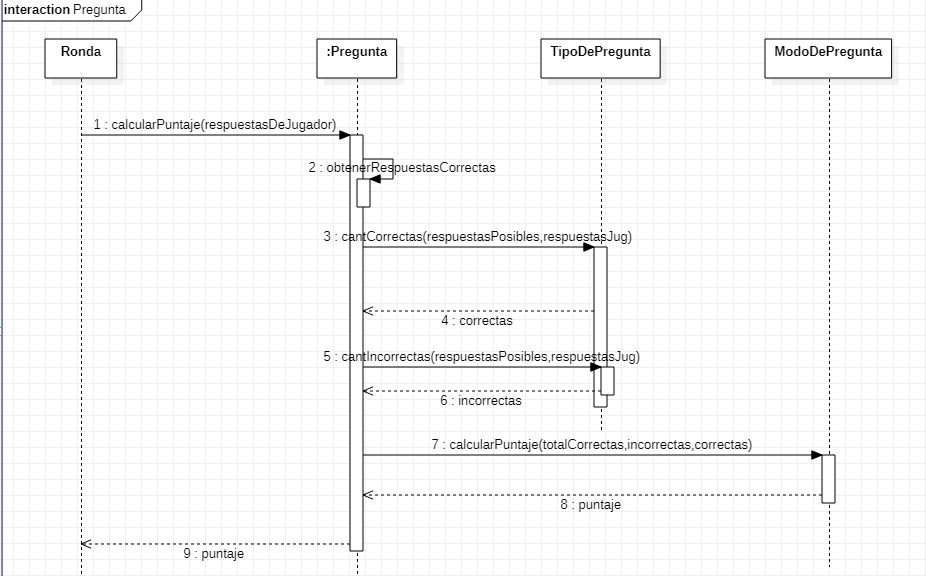 interaction Pregunta
Ronda
:Pregunta
TipoDePregunta
ModoDePregunta
1 : calcularPuntaje(respuestasDeJugador)
2 : obtenerRespuestasCorrectas
3 : cantCorrectas(respuestasPosibles,respuestasJug)
4 : correctas
5 : cantIncorrectas(respuestasPosibles,respuestasJug)
6 : incorrectas
7 : calcularPuntaje(totalCorrectas,incorrectas,correctas)
8 : puntaje
9 : puntaje